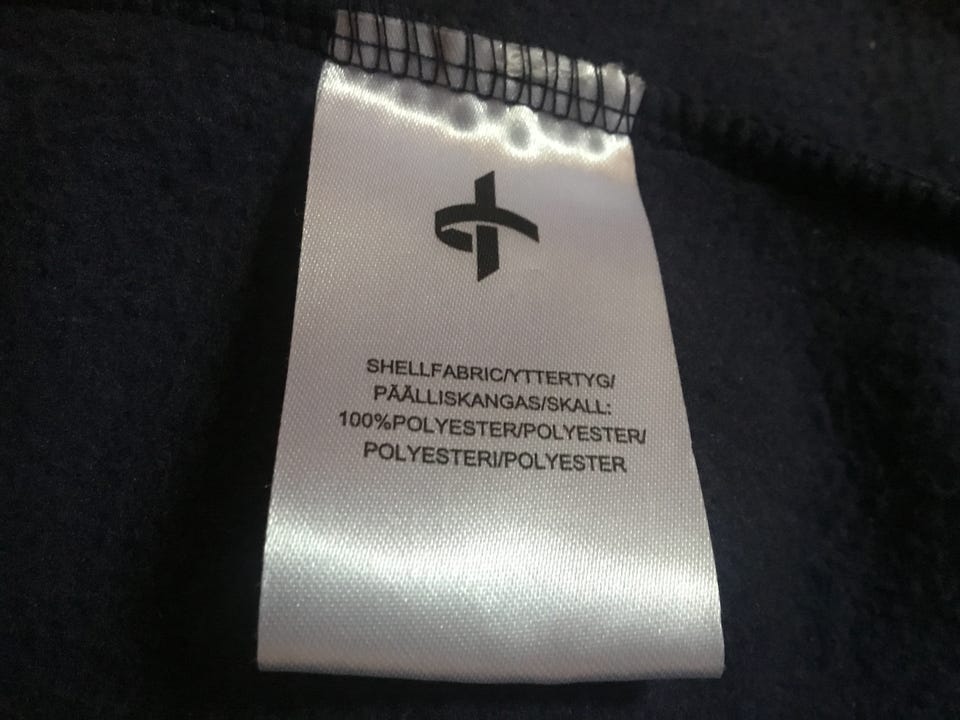 SHELLFABRIC/YTTERTYG/
PÄÄLLISKANGAS/SKALL:
100%POLYESTER/POLYESTER/
POLYESTERI/POLYESTER